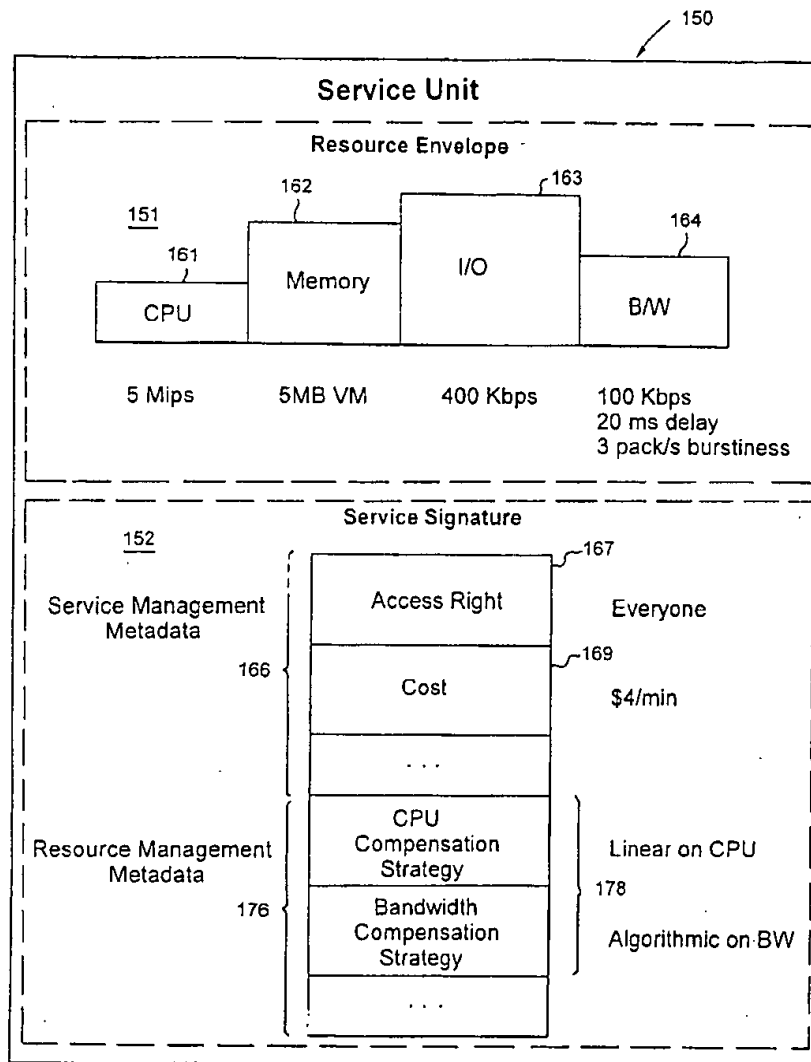 150
Service Unit
Resource Envelope
151
162
163
164
161
CPU
Memory
I/O
B/W
5 Mips
5MB VM
400 Kbps
100 Kbps
20 ms delay
3 pack/s burstiness
Service Signature
152
167
Service Management
Metadata
166
Access Right
Everyone
169
Cost
$4/min
. . .
Resource Management
Metadata
176
CPU
Compensation
Strategy
Linear on CPU
178
Bandwidth
Compensation
Strategy
Algorithmic on BW
. . .